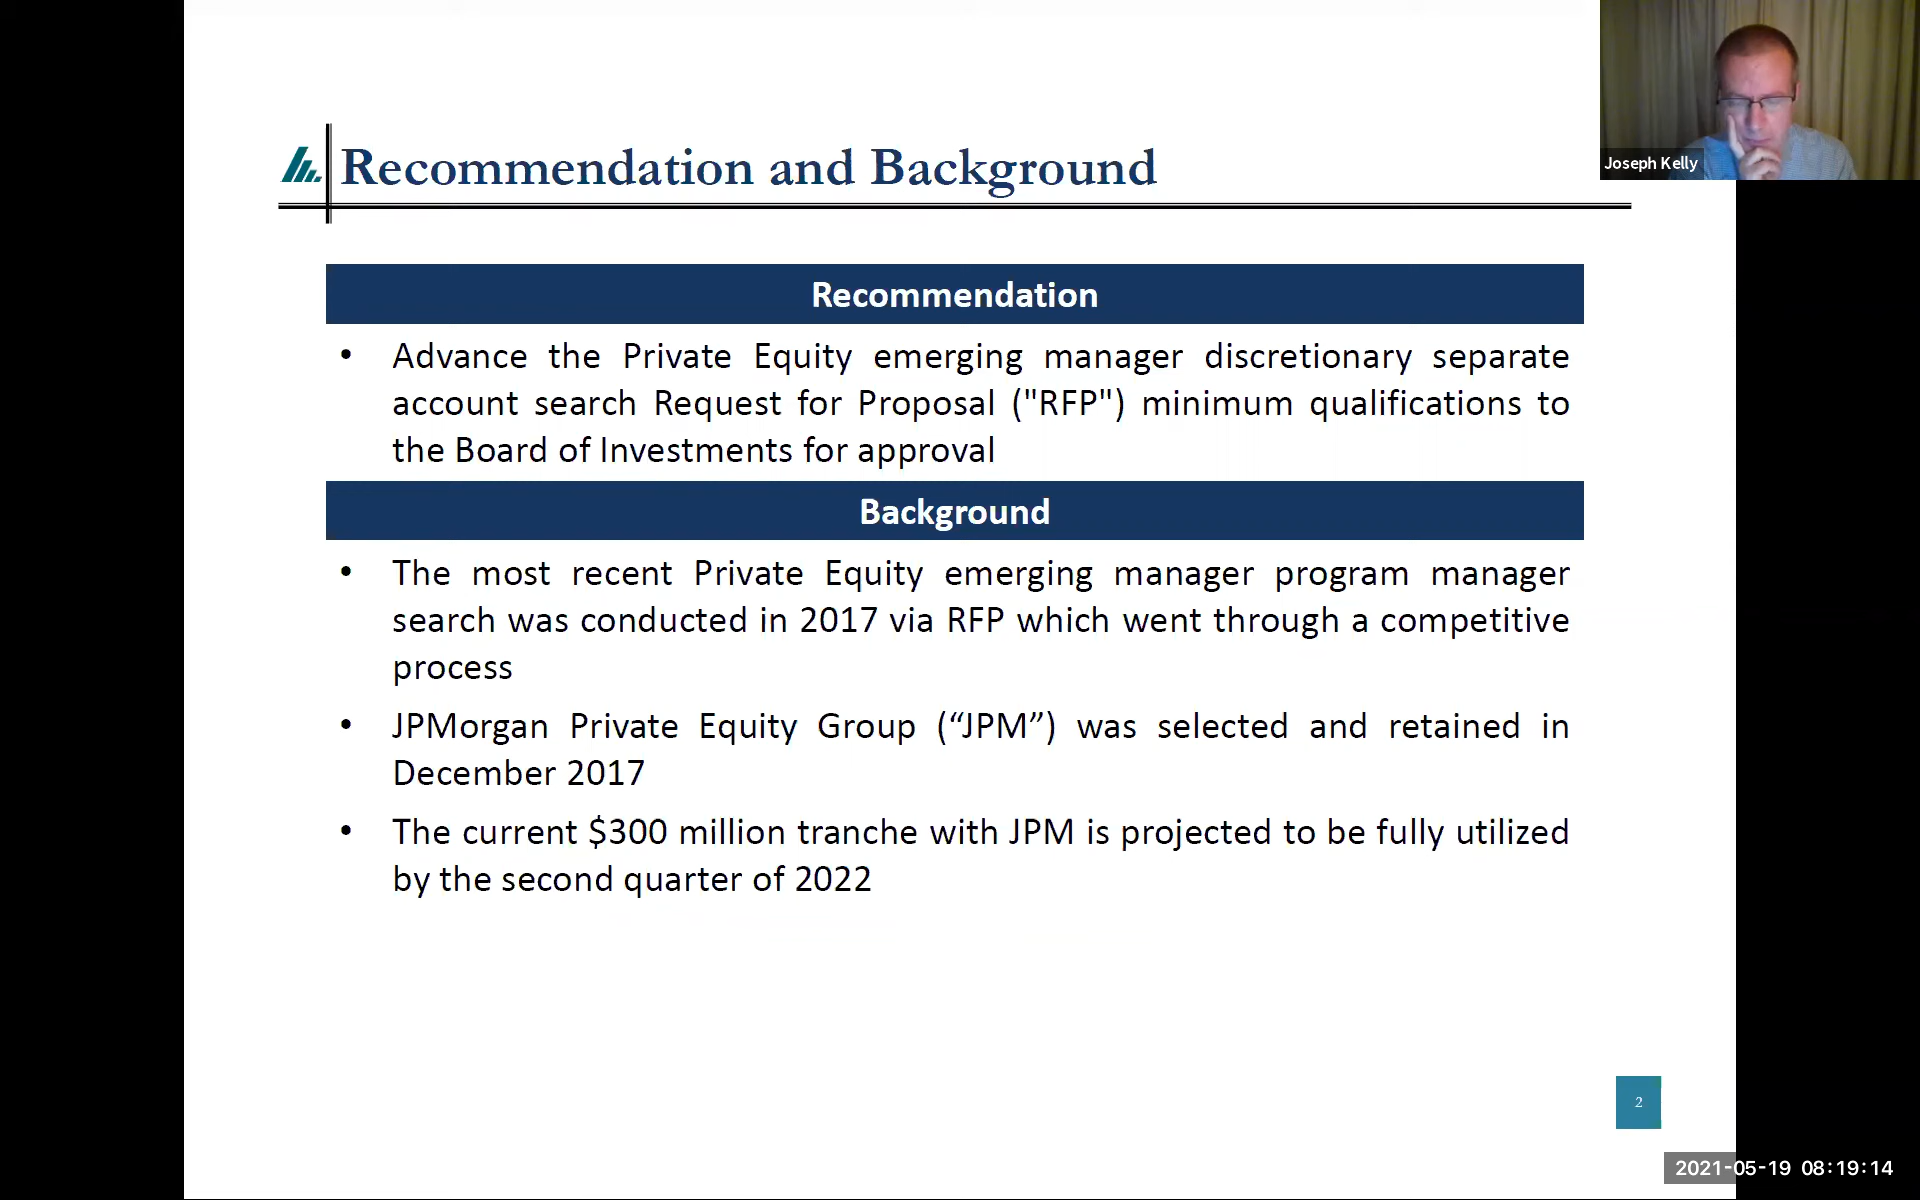 Recommendation and Background
Joseph Kelly
Recommendation
• Advance the Private Equity emerging manager discretionary separate
account search Request for Proposal ("RFP") minimum qualifications to
the Board of Investments for approval
Background
• The most recent Private Equity emerging manager program manager
search was conducted in 2017 via RFP which went through a competitive
process
• JPMorgan Private Equity Group (“JPM”) was selected and retained in
December 2017
• The current $300 million tranche with JPM is projected to be fully utilized
by the second quarter of 2022
2
2021-05-19 08:19:14